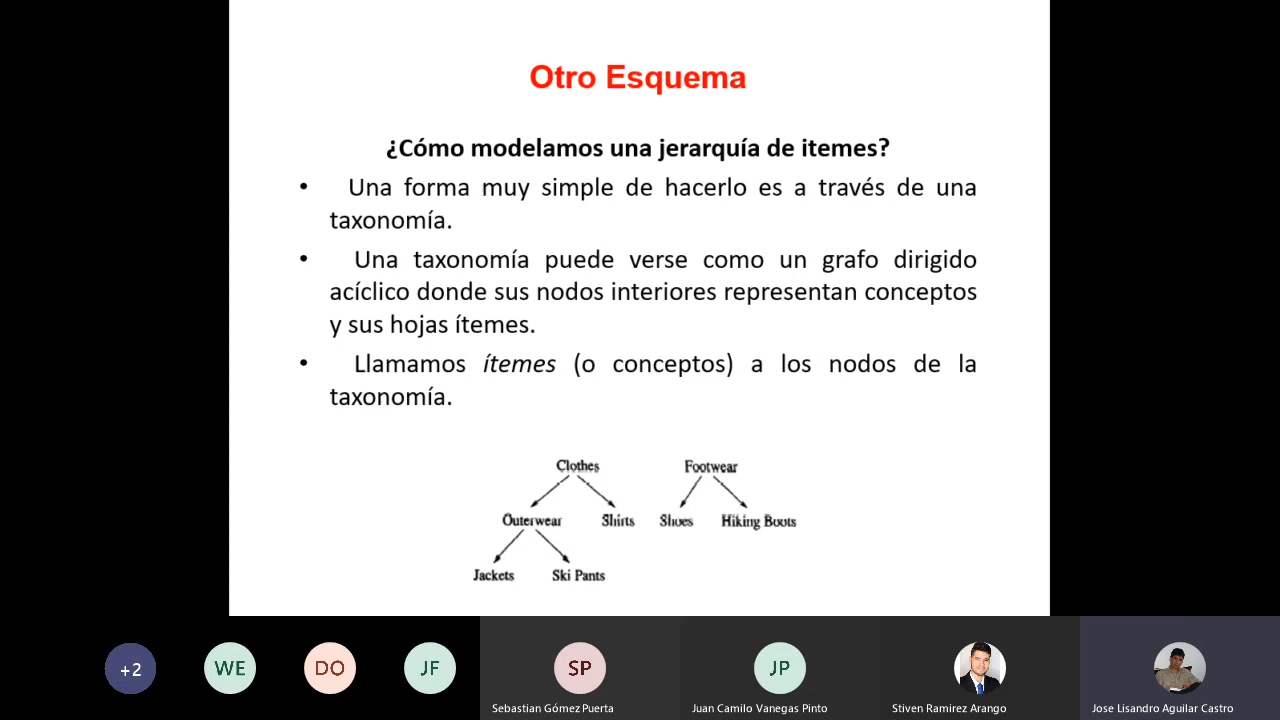 Otro Esquema
¿Cómo modelamos una jerarquía de itemes?
• Una forma muy simple de hacerlo es a través de una
taxonomía.
• Una taxonomía puede verse como un grafo dirigido
acíclico donde sus nodos interiores representan conceptos
y sus hojas ítemes.
• Llamamos ítemes (o conceptos) a los nodos de la
taxonomía.
Clothes Footwear
Outerwear Shirts Shoes Hiking Boots
Jackets Ski Pants
+2 WE DO JF SP JP
Sebastian Gómez Puerta Juan Camilo Vanegas Pinto Stiven Ramirez Arango Jose Lisandro Aguilar Castro